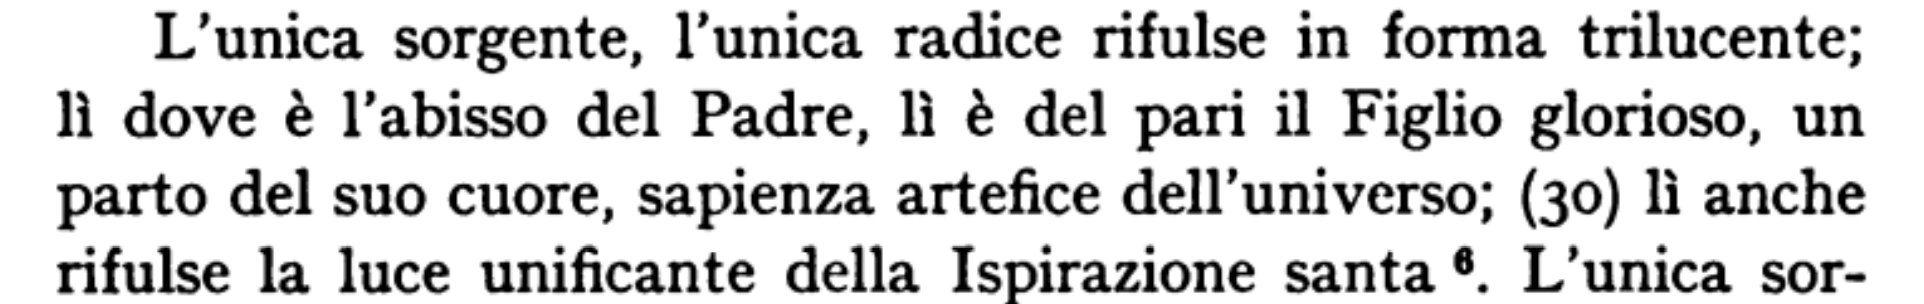 L'unica sorgente, l'unica radice rifulse in forma trilucente;
lì dove è l'abisso del Padre, lì è del pari il Figlio glorioso, un
parto del suo cuore, sapienza artefice dell'universo; (30) lì anche
rifulse la luce unificante della Ispirazione santa ⁶. L'unica sor-